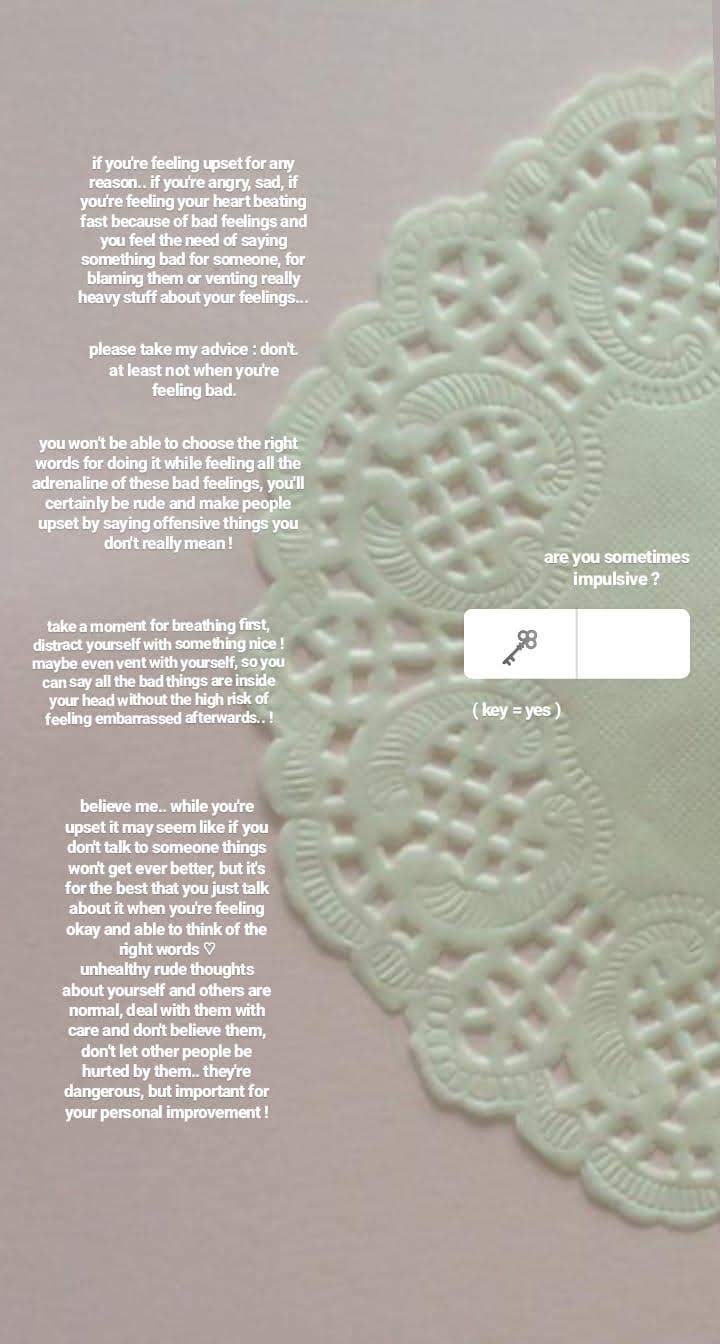 if you're feeling upset for any
reason.. if you're angry, sad, if
you're feeling your heart beating
fast because of bad feelings and
you feel the need of saying
something bad for someone, for
blaming them or venting really
heavy stuff about your feelings...
please take my advice : don't.
at least not when you're
feeling bad.
you won't be able to choose the right
words for doing it while feeling all the
adrenaline of these bad feelings, you'll
certainly be rude and make people
upset by saying offensive things you
don't really mean !
are you sometimes
impulsive ?
( key = yes )
take a moment for breathing first,
distract yourself with something nice !
maybe even vent with yourself, so you
can say all the bad things are inside
your head without the high risk of
feeling embarrassed afterwards.. !
believe me.. while you're
upset it may seem like if you
don't talk to someone things
won't get ever better, but it's
for the best that you just talk
about it when you're feeling
okay and able to think of the
right words ♡
unhealthy rude thoughts
about yourself and others are
normal, deal with them with
care and don't believe them,
don't let other people be
hurted by them.. they're
dangerous, but important for
your personal improvement !